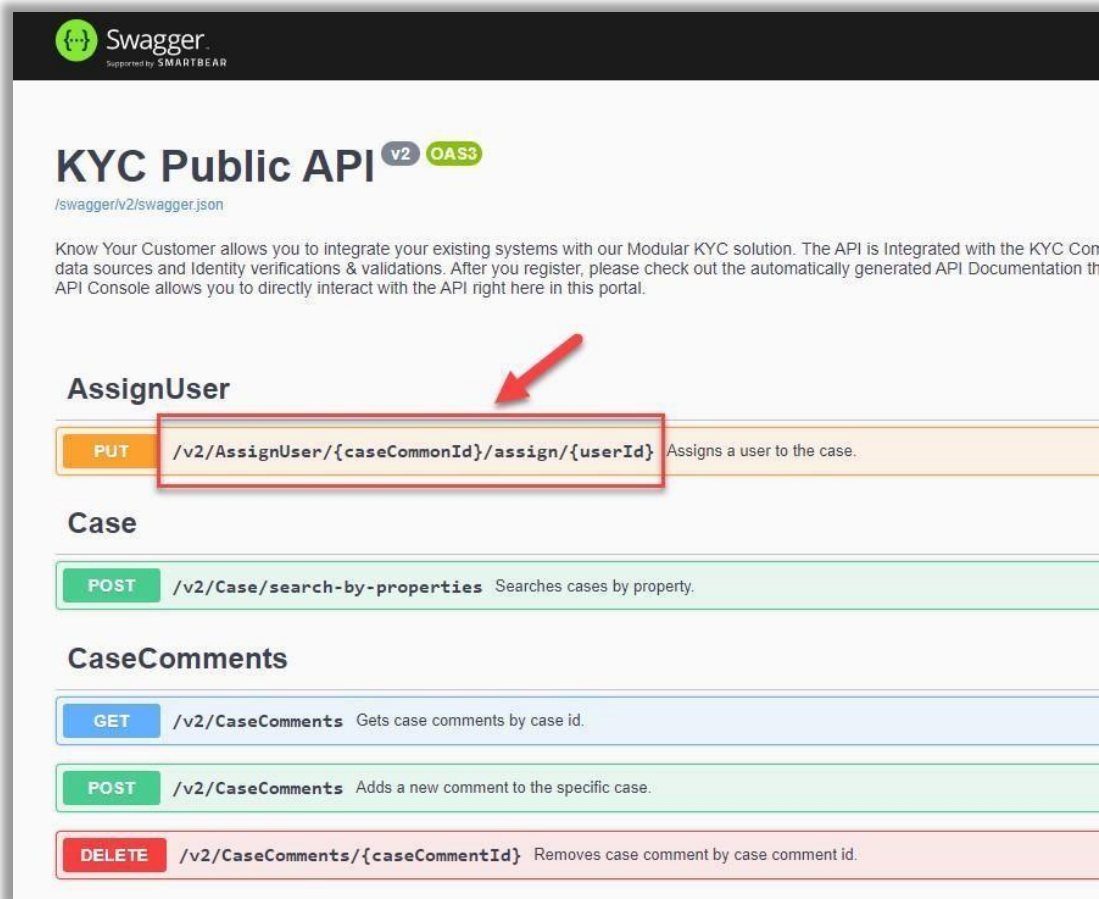 {···} Swagger.
Supported by SMARTBEAR
KYC Public API v2 OAS3
/swagger/v2/swagger.json
Know Your Customer allows you to integrate your existing systems with our Modular KYC solution. The API is Integrated with the KYC Com
data sources and Identity verifications & validations. After you register, please check out the automatically generated API Documentation th
API Console allows you to directly interact with the API right here in this portal.
AssignUser
PUT /v2/AssignUser/{caseCommonId}/assign/{userId} Assigns a user to the case.
Case
POST /v2/Case/search-by-properties Searches cases by property.
CaseComments
GET /v2/CaseComments Gets case comments by case id.
POST /v2/CaseComments Adds a new comment to the specific case.
DELETE /v2/CaseComments/{caseCommentId} Removes case comment by case comment id.